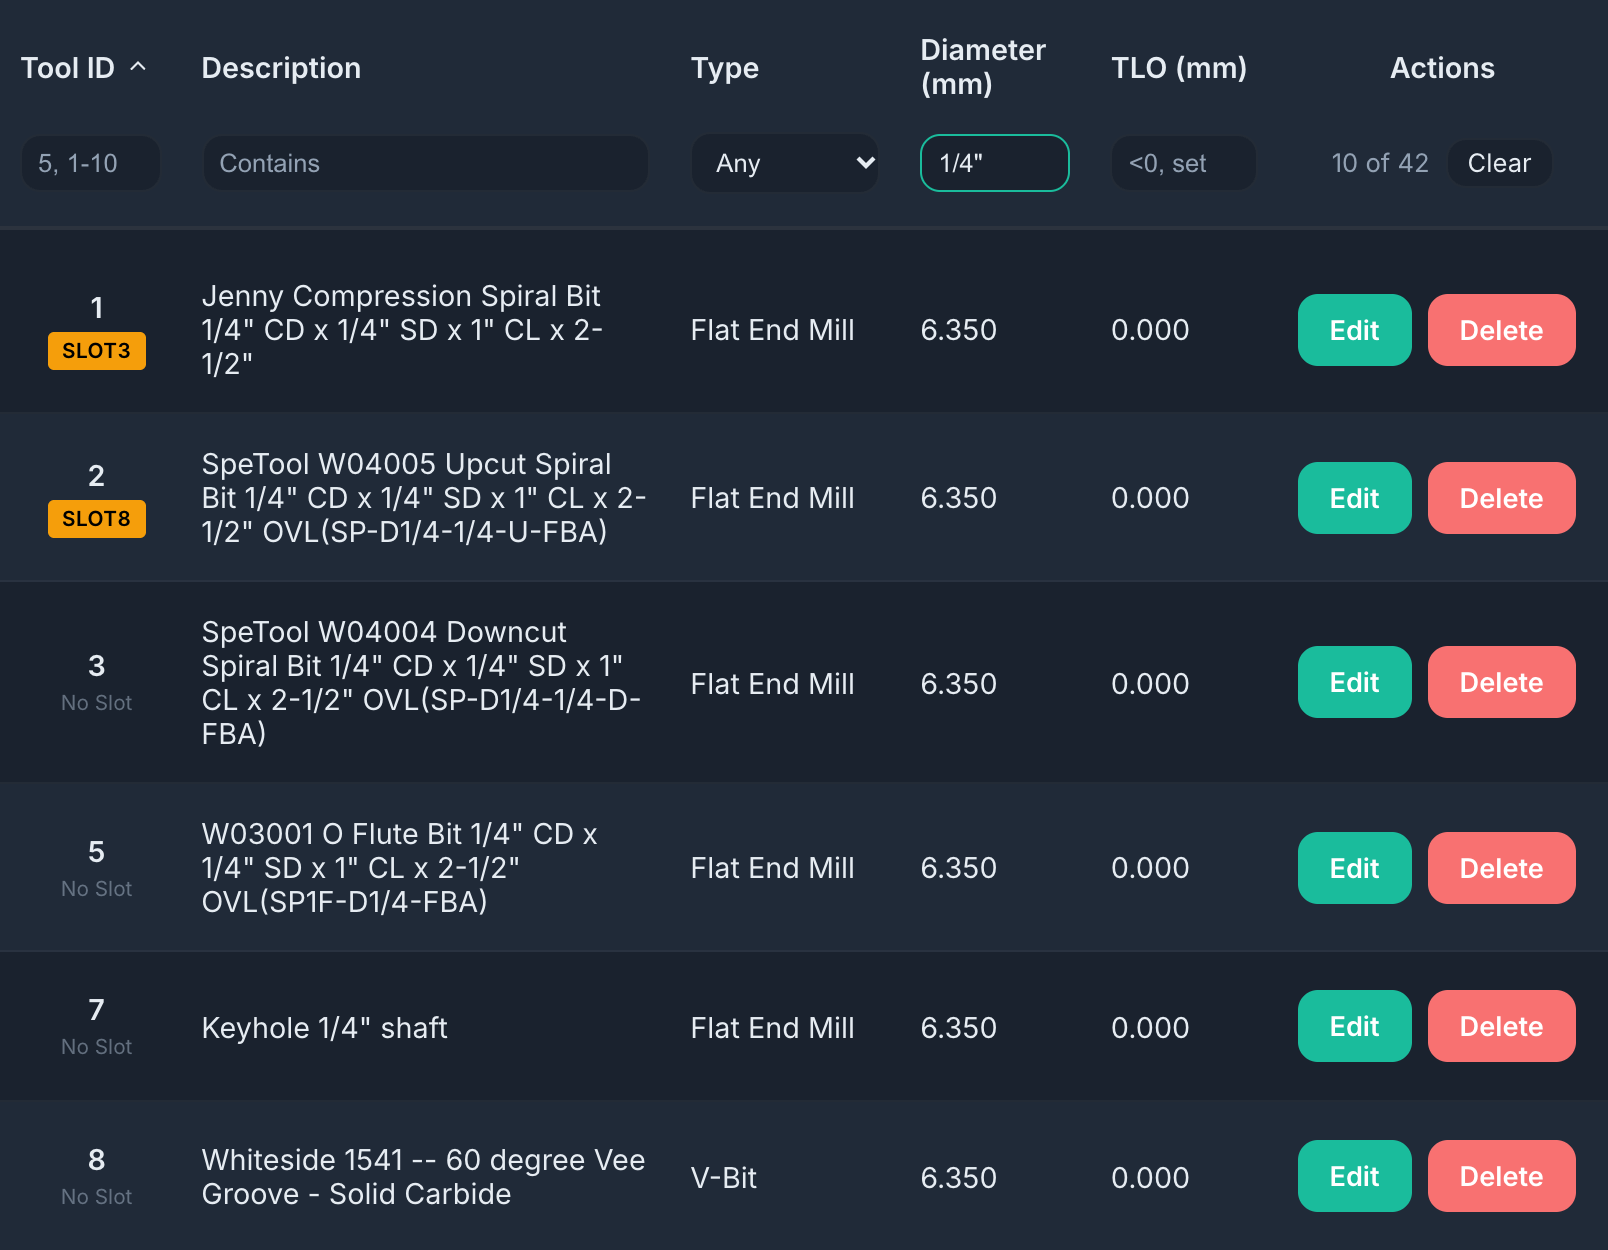 Tool ID ^ Description Type Diameter (mm) TLO (mm) Actions
5, 1-10 Contains Any 1/4" <0, set 10 of 42 Clear
1
SLOT3
Jenny Compression Spiral Bit
1/4" CD x 1/4" SD x 1" CL x 2-
1/2"
Flat End Mill 6.350 0.000 Edit Delete
2
SLOT8
SpeTool W04005 Upcut Spiral
Bit 1/4" CD x 1/4" SD x 1" CL x 2-
1/2" OVL(SP-D1/4-1/4-U-FBA)
Flat End Mill 6.350 0.000 Edit Delete
3
No Slot
SpeTool W04004 Downcut
Spiral Bit 1/4" CD x 1/4" SD x 1"
CL x 2-1/2" OVL(SP-D1/4-1/4-D-
FBA)
Flat End Mill 6.350 0.000 Edit Delete
5
No Slot
W03001 O Flute Bit 1/4" CD x
1/4" SD x 1" CL x 2-1/2"
OVL(SP1F-D1/4-FBA)
Flat End Mill 6.350 0.000 Edit Delete
7
No Slot
Keyhole 1/4" shaft
Flat End Mill 6.350 0.000 Edit Delete
8
No Slot
Whiteside 1541 -- 60 degree Vee
Groove - Solid Carbide
V-Bit 6.350 0.000 Edit Delete